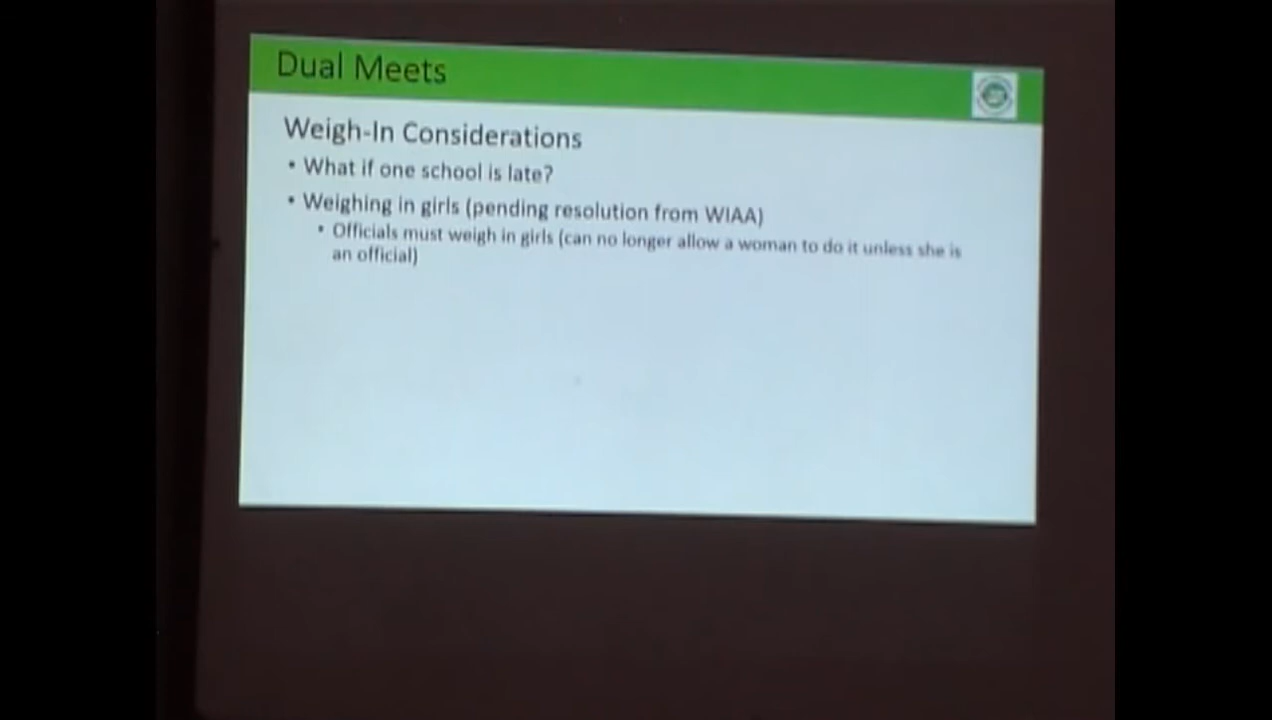 Dual Meets
Weigh-In Considerations
• What if one school is late?
• Weighing in girls (pending resolution from WIAA)
• Officials must weigh in girls (can no longer allow a woman to do it unless she is
an official)